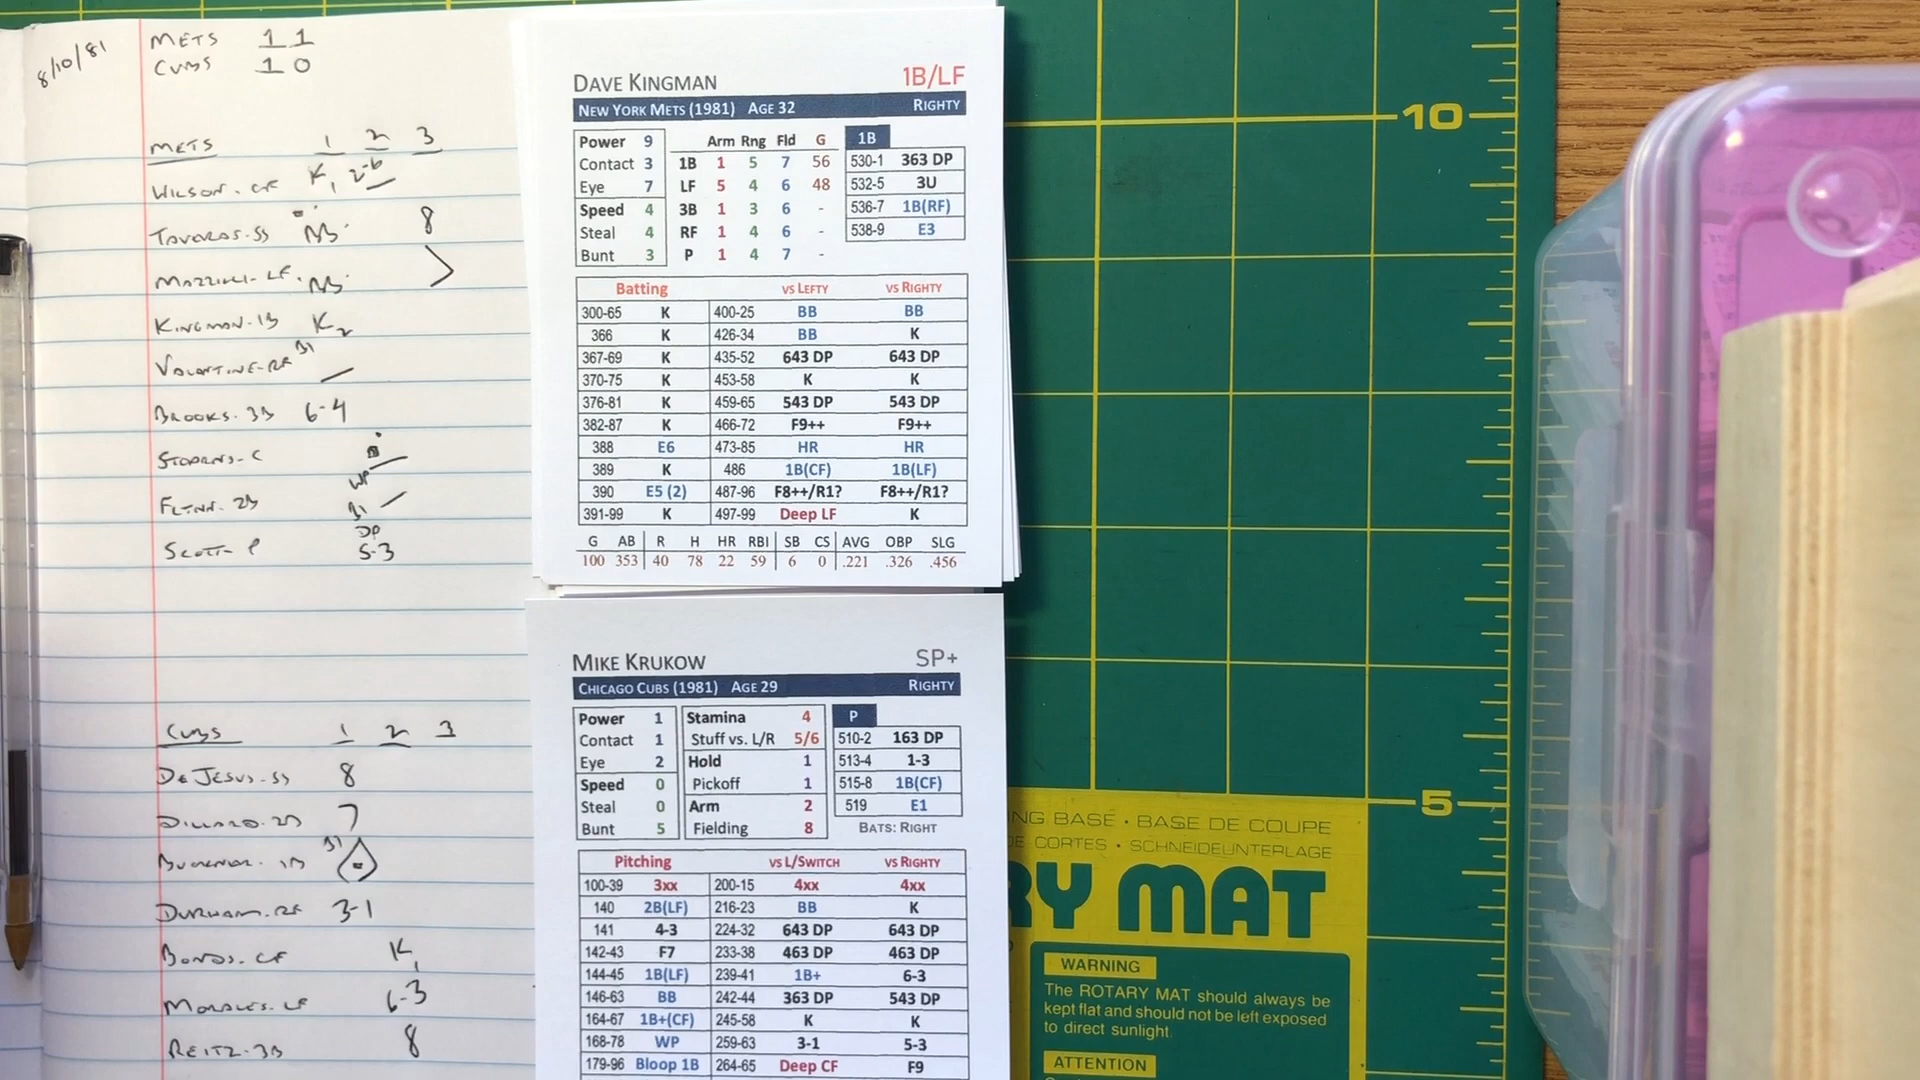 8/10/81
METS 1 1
CUBS 1 0
METS 1 2 3
WILSON. CF K, 2-6
TAVERAS. SS BB 8
MAZZILLI- LF. BB
KINGMAN. 1B K2
VALENTINE-RF BI
BROOKS. 3B 6-4
STEARNS- C WP
FLYNN. 2B BI
SCOTT- P DP 5-3
CUBS 1 2 3
DEJESUS-SS 8
DILLARD. 2B 7
BUCKNER. 1B BI
DURHAM. RF 3-1
BONDS. CF K,
MORALES. LF 6-3
REITZ-3B 8
DAVE KINGMAN 1B/LF
NEW YORK METS (1981) AGE 32 RIGHTY
Power 9 Arm Rng Fld G 1B
Contact 3 1B 1 5 7 56 530-1 363 DP
Eye 7 LF 5 4 6 48 532-5 3U
Speed 4 3B 1 3 6 - 536-7 1B(RF)
Steal 4 RF 1 4 6 - 538-9 E3
Bunt 3 P 1 4 7 -
Batting VS LEFTY VS RIGHTY
300-65 K 400-25 BB BB
366 K 426-34 BB K
367-69 K 435-52 643 DP 643 DP
370-75 K 453-58 K K
376-81 K 459-65 543 DP 543 DP
382-87 K 466-72 F9++ F9++
388 E6 473-85 HR HR
389 K 486 1B(CF) 1B(LF)
390 E5 (2) 487-96 F8++/R1? F8++/R1?
391-99 K 497-99 Deep LF K
G AB R H HR RBI SB CS AVG OBP SLG
100 353 40 78 22 59 6 0 .221 .326 .456
MIKE KRUKOW SP+
CHICAGO CUBS (1981) AGE 29 RIGHTY
Power 1 Stamina 4 P
Contact 1 Stuff vs. L/R 5/6 510-2 163 DP
Eye 2 Hold 1 513-4 1-3
Speed 0 Pickoff 1 515-8 1B(CF)
Steal 0 Arm 2 519 E1
Bunt 5 Fielding 8 BATS: RIGHT
Pitching VS L/SWITCH VS RIGHTY
100-39 3xx 200-15 4xx 4xx
140 2B(LF) 216-23 BB K
141 4-3 224-32 643 DP 643 DP
142-43 F7 233-38 463 DP 463 DP
144-45 1B(LF) 239-41 1B+ 6-3
146-63 BB 242-44 363 DP 543 DP
164-67 1B+(CF) 245-58 K K
168-78 WP 259-63 3-1 5-3
179-96 Bloop 1B 264-65 Deep CF F9
10
5
NG BASE • BASE DE COUPE
DE CORTES • SCHNEIDEUNTERLAGE
RY MAT
WARNING
The ROTARY MAT should always be
kept flat and should not be left exposed
to direct sunlight.
ATTENTION